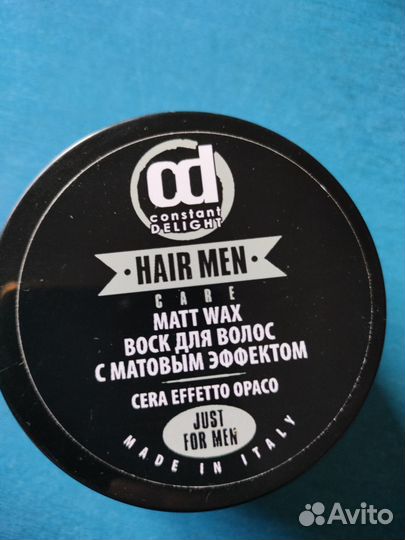 cd
constant
DELIGHT
·HAIR MEN·
CARE
MATT WAX
ВОСК ДЛЯ ВОЛОС
С МАТОВЫМ ЭФФЕКТОМ
CERA EFFETTO OPACO
JUST
FOR MEN
MADE IN ITALY
Avito